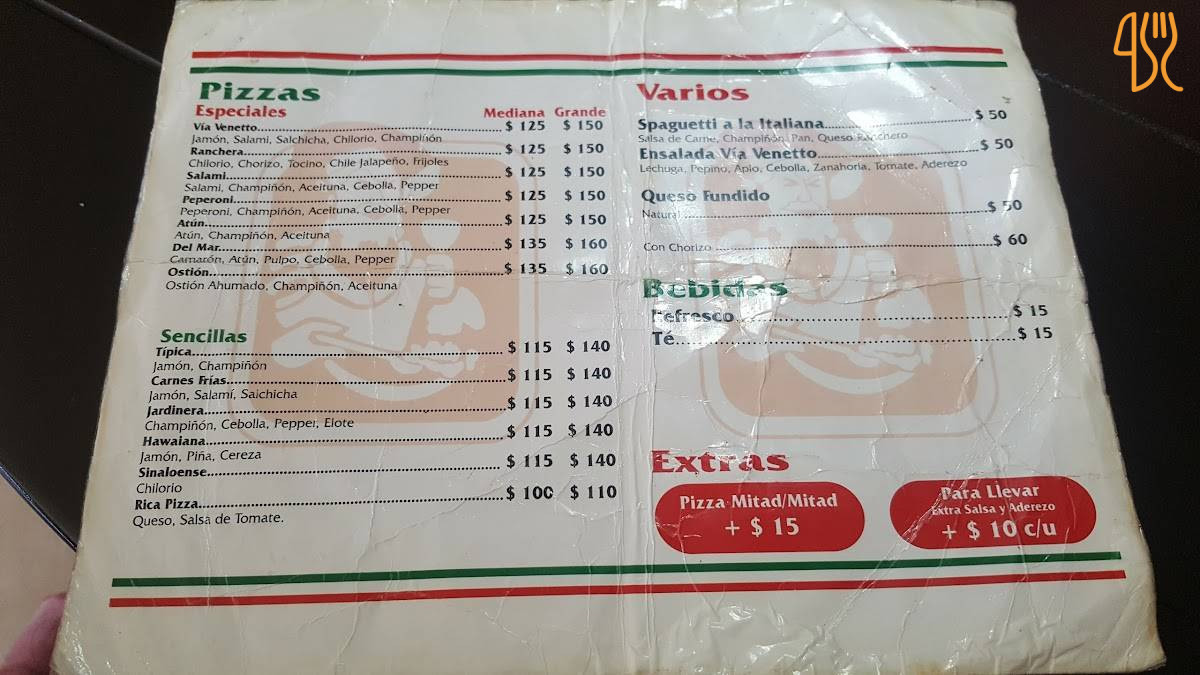 Pizzas
Especiales Mediana Grande
Vía Venetto $ 125 $ 150
Jamón, Salami, Salchicha, Chilorio, Champiñón
Ranchera $ 125 $ 150
Chilorio, Chorizo, Tocino, Chile Jalapeño, Frijoles
Salami $ 125 $ 150
Salami, Champiñón, Aceituna, Cebolla, Pepper
Peperoni $ 125 $ 150
Peperoni, Champiñón, Aceituna, Cebolla, Pepper
Atún $ 125 $ 150
Atún, Champiñón, Aceituna
Del Mar $ 135 $ 160
Camarón, Atún, Pulpo, Cebolla, Pepper
Ostión $ 135 $ 160
Ostión Ahumado, Champiñón, Aceituna
Sencillas
Típica $ 115 $ 140
Jamón, Champiñón
Carnes Frías $ 115 $ 140
Jamón, Salamí, Salchicha
Jardinera $ 115 $ 140
Champiñón, Cebolla, Pepper, Elote
Hawaiana $ 115 $ 140
Jamón, Piña, Cereza
Sinaloense $ 115 $ 140
Chilorio
Rica Pizza $ 100 $ 110
Queso, Salsa de Tomate.
Varios
Spaguetti a la Italiana $ 50
Salsa de Carne, Champiñón, Pan, Queso Ranchero
Ensalada Vía Venetto $ 50
Lechuga, Pepino, Apio, Cebolla, Zanahoria, Tomate, Aderezo
Queso Fundido
Natural $ 50
Con Chorizo $ 60
Bebidas
Refresco $ 15
Té $ 15
Extras
Pizza Mitad/Mitad
+ $ 15
Para Llevar
Extra Salsa y Aderezo
+ $ 10 c/u